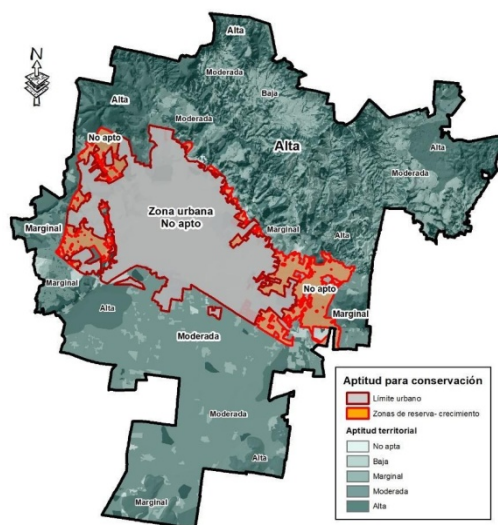 Alta
N
Moderada
Alta
Baja
Moderada
No apto
Alta
Alta
Moderada
Zona urbana
No apto
Marginal
Marginal
Alta
Marginal
No apto
Alta
Marginal
Moderada
Moderada
Alta
Marginal
Aptitud para conservación
Límite urbano
Zonas de reserva- crecimiento
Aptitud territorial
No apta
Baja
Marginal
Moderada
Alta